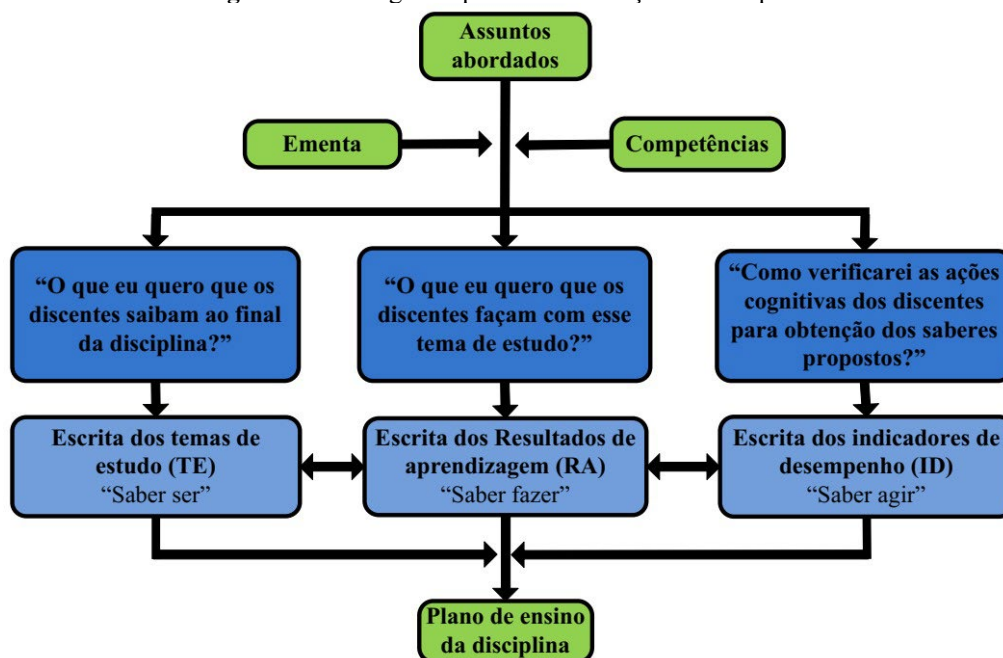 Assuntos
abordados
Ementa
Competências
“O que eu quero que os
discentes saibam ao final
da disciplina?”
“O que eu quero que os
discentes façam com esse
tema de estudo?”
“Como verificarei as ações
cognitivas dos discentes
para obtenção dos saberes
propostos?”
Escrita dos temas de
estudo (TE)
“Saber ser”
Escrita dos Resultados de
aprendizagem (RA)
“Saber fazer”
Escrita dos indicadores de
desempenho (ID)
“Saber agir”
Plano de ensino
da disciplina